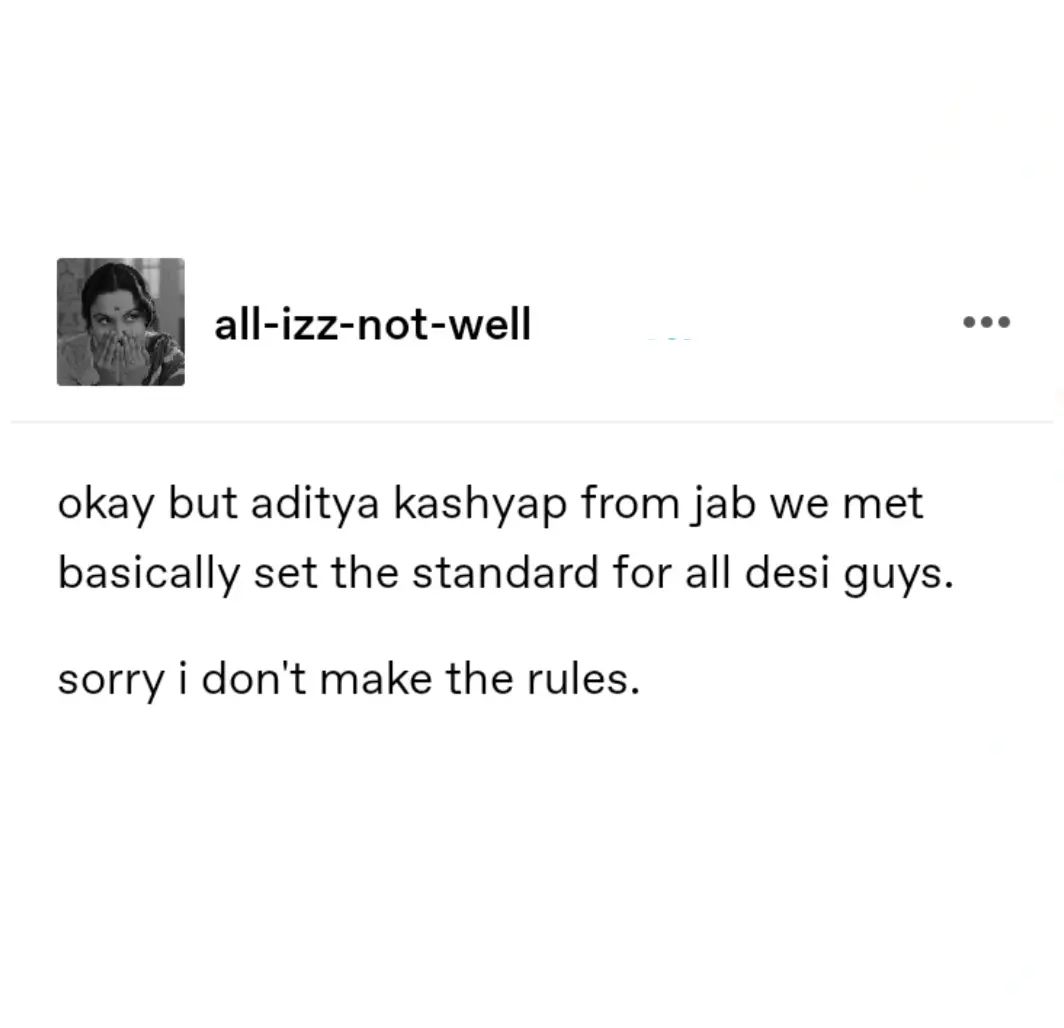 all-izz-not-well
okay but aditya kashyap from jab we met
basically set the standard for all desi guys.
sorry i don't make the rules.